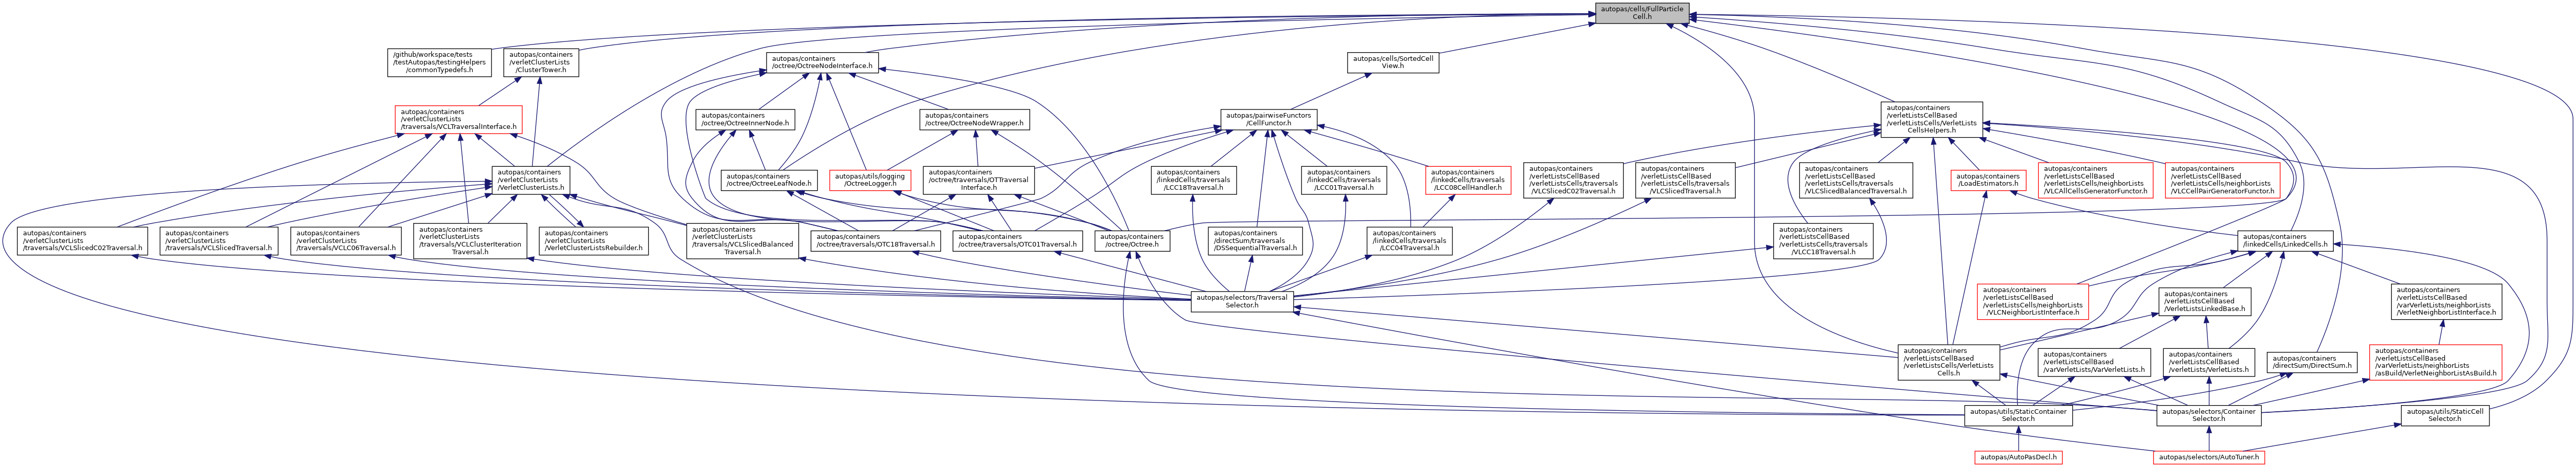 autopas/cells/FullParticle
Cell.h
/github/workspace/tests
/testAutopas/testingHelpers
/commonTypedefs.h
autopas/containers
/verletClusterLists
/ClusterTower.h
autopas/containers
/octree/OctreeNodeInterface.h
autopas/cells/SortedCell
View.h
autopas/containers
/verletClusterLists
/traversals/VCLTraversalInterface.h
autopas/containers
/octree/OctreeInnerNode.h
autopas/containers
/octree/OctreeNodeWrapper.h
autopas/pairwiseFunctors
/CellFunctor.h
autopas/containers
/verletListsCellBased
/verletListsCells/VerletLists
CellsHelpers.h
autopas/containers
/verletClusterLists
/VerletClusterLists.h
autopas/containers
/octree/OctreeLeafNode.h
autopas/utils/logging
/OctreeLogger.h
autopas/containers
/octree/traversals/OTTraversal
Interface.h
autopas/containers
/linkedCells/traversals
/LCC18Traversal.h
autopas/containers
/linkedCells/traversals
/LCC01Traversal.h
autopas/containers
/linkedCells/traversals
/LCC08CellHandler.h
autopas/containers
/verletListsCellBased
/verletListsCells/traversals
/VLCSlicedC02Traversal.h
autopas/containers
/verletListsCellBased
/verletListsCells/traversals
/VLCSlicedTraversal.h
autopas/containers
/verletListsCellBased
/verletListsCells/traversals
/VLCSlicedBalancedTraversal.h
autopas/containers
/LoadEstimators.h
autopas/containers
/verletListsCellBased
/verletListsCells/neighborLists
/VLCAllCellsGeneratorFunctor.h
autopas/containers
/verletListsCellBased
/verletListsCells/neighborLists
/VLCCellPairGeneratorFunctor.h
autopas/containers
/verletClusterLists
/traversals/VCLSlicedC02Traversal.h
autopas/containers
/verletClusterLists
/traversals/VCLSlicedTraversal.h
autopas/containers
/verletClusterLists
/traversals/VCLC06Traversal.h
autopas/containers
/verletClusterLists
/traversals/VCLClusterIteration
Traversal.h
autopas/containers
/verletClusterLists
/VerletClusterListsRebuilder.h
autopas/containers
/verletClusterLists
/traversals/VCLSlicedBalanced
Traversal.h
autopas/containers
/octree/traversals/OTC18Traversal.h
autopas/containers
/octree/traversals/OTC01Traversal.h
autopas/containers
/octree/Octree.h
autopas/containers
/directSum/traversals
/DSSequentialTraversal.h
autopas/containers
/linkedCells/traversals
/LCC04Traversal.h
autopas/containers
/verletListsCellBased
/verletListsCells/traversals
/VLCC18Traversal.h
autopas/containers
/linkedCells/LinkedCells.h
autopas/selectors/Traversal
Selector.h
autopas/containers
/verletListsCellBased
/verletListsCells/neighborLists
/VLCNeighborListInterface.h
autopas/containers
/verletListsCellBased
/VerletListsLinkedBase.h
autopas/containers
/verletListsCellBased
/varVerletLists/neighborLists
/VerletNeighborListInterface.h
autopas/containers
/verletListsCellBased
/verletListsCells/VerletLists
Cells.h
autopas/containers
/verletListsCellBased
/varVerletLists/VarVerletLists.h
autopas/containers
/verletListsCellBased
/verletLists/VerletLists.h
autopas/containers
/directSum/DirectSum.h
autopas/containers
/verletListsCellBased
/varVerletLists/neighborLists
/asBuild/VerletNeighborListAsBuild.h
autopas/utils/StaticContainer
Selector.h
autopas/selectors/Container
Selector.h
autopas/utils/StaticCell
Selector.h
autopas/AutoPasDecl.h
autopas/selectors/AutoTuner.h